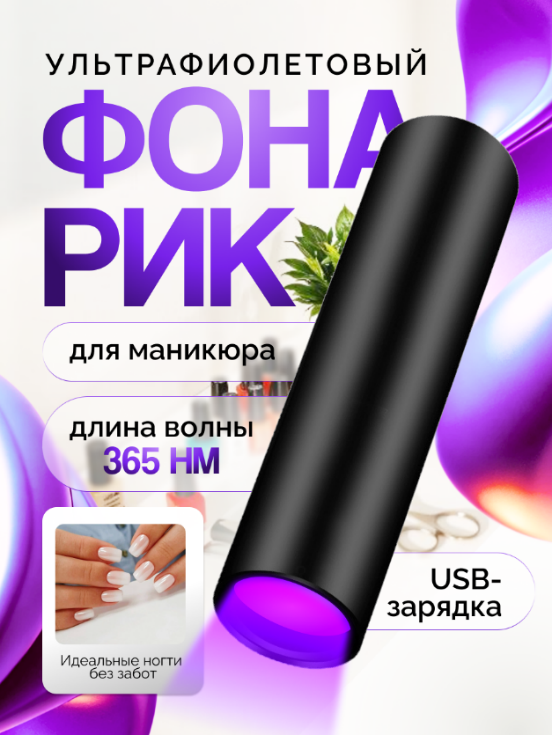 УЛЬТРАФИОЛЕТОВЫЙ
ФОНА
РИК
для маникюра
длина волны
365 НМ
USB-
зарядка
Идеальные ногти
без забот